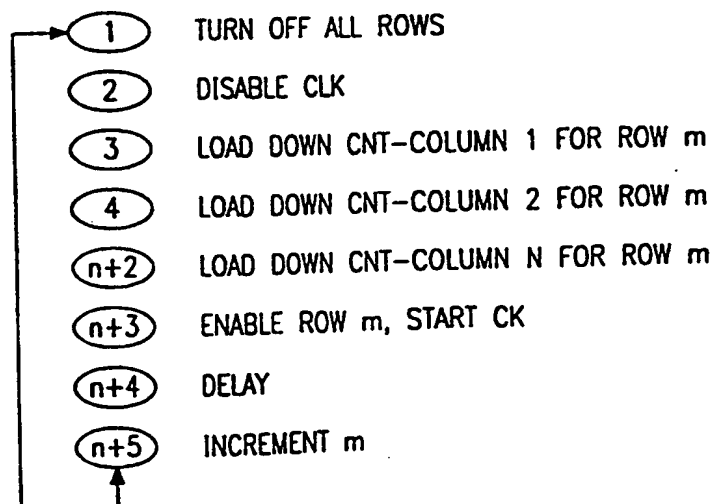 1 TURN OFF ALL ROWS
2 DISABLE CLK
3 LOAD DOWN CNT-COLUMN 1 FOR ROW m
4 LOAD DOWN CNT-COLUMN 2 FOR ROW m
n+2 LOAD DOWN CNT-COLUMN N FOR ROW m
n+3 ENABLE ROW m, START CK
n+4 DELAY
n+5 INCREMENT m